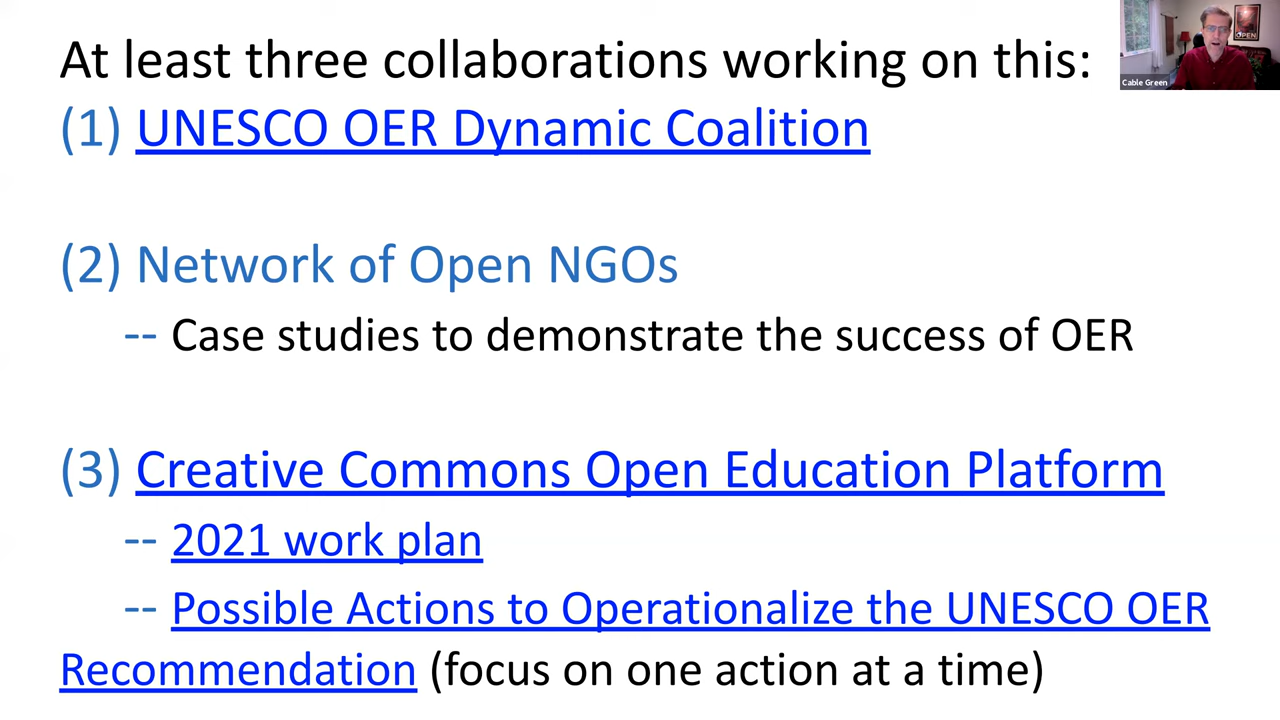 At least three collaborations working on this:
(1) UNESCO OER Dynamic Coalition
(2) Network of Open NGOs
-- Case studies to demonstrate the success of OER
(3) Creative Commons Open Education Platform
-- 2021 work plan
-- Possible Actions to Operationalize the UNESCO OER
Recommendation (focus on one action at a time)
OPEN
Cable Green